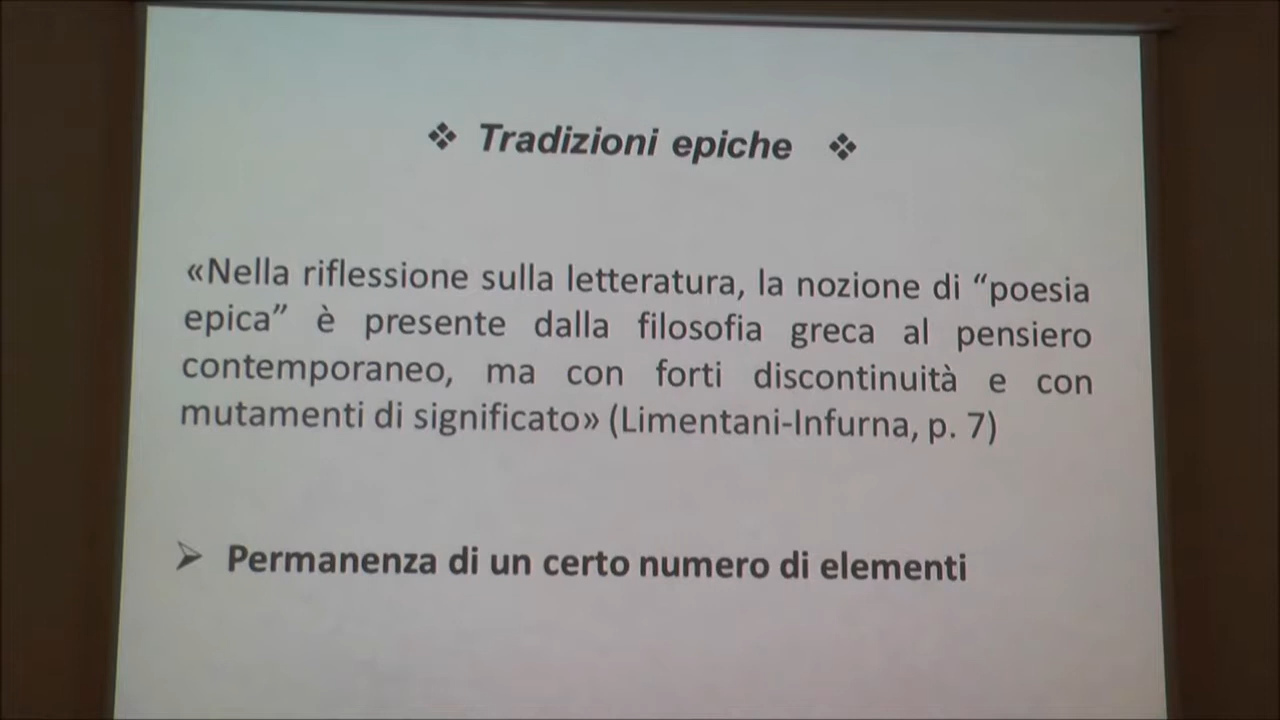 ❖ Tradizioni epiche ❖
«Nella riflessione sulla letteratura, la nozione di “poesia
epica” è presente dalla filosofia greca al pensiero
contemporaneo, ma con forti discontinuità e con
mutamenti di significato» (Limentani-Infurna, p. 7)
➢ Permanenza di un certo numero di elementi